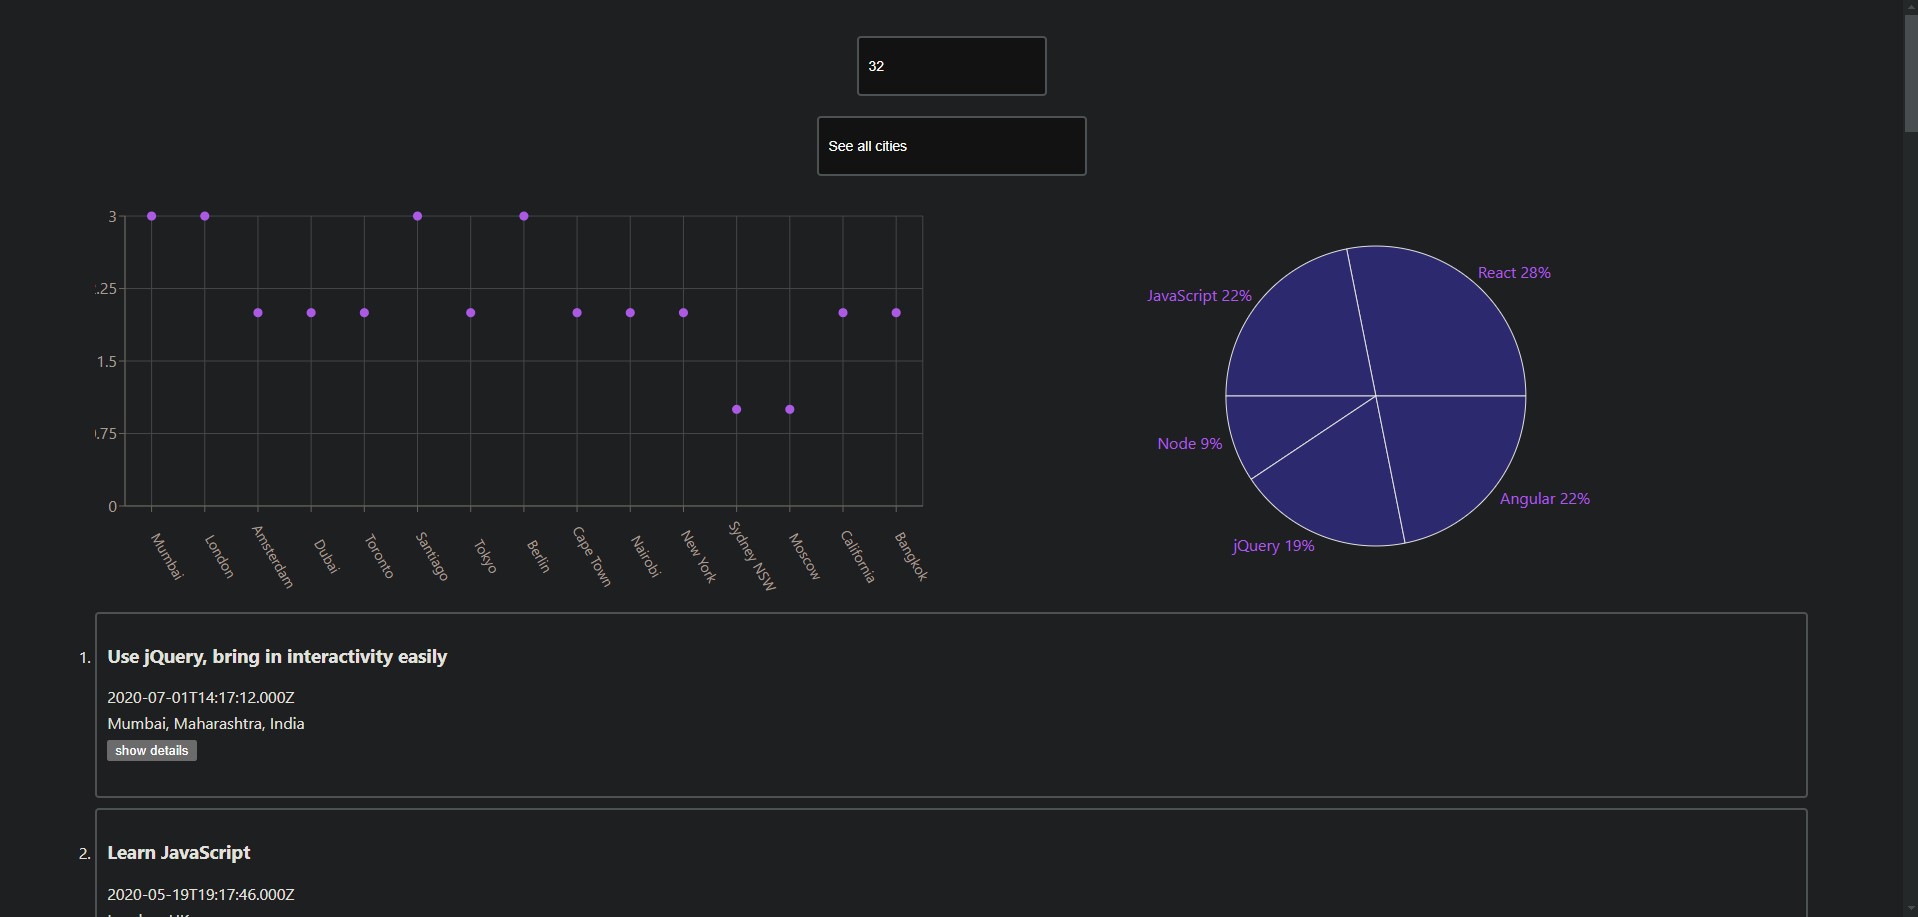 32
See all cities
3
.25
1.5
.75
0
Mumbai
London
Amsterdam
Dubai
Toronto
Santiago
Tokyo
Berlin
Cape Town
Nairobi
New York
Sydney NSW
Moscow
California
Bangkok
React 28%
JavaScript 22%
Node 9%
jQuery 19%
Angular 22%
1. Use jQuery, bring in interactivity easily
2020-07-01T14:17:12.000Z
Mumbai, Maharashtra, India
show details
2. Learn JavaScript
2020-05-19T19:17:46.000Z